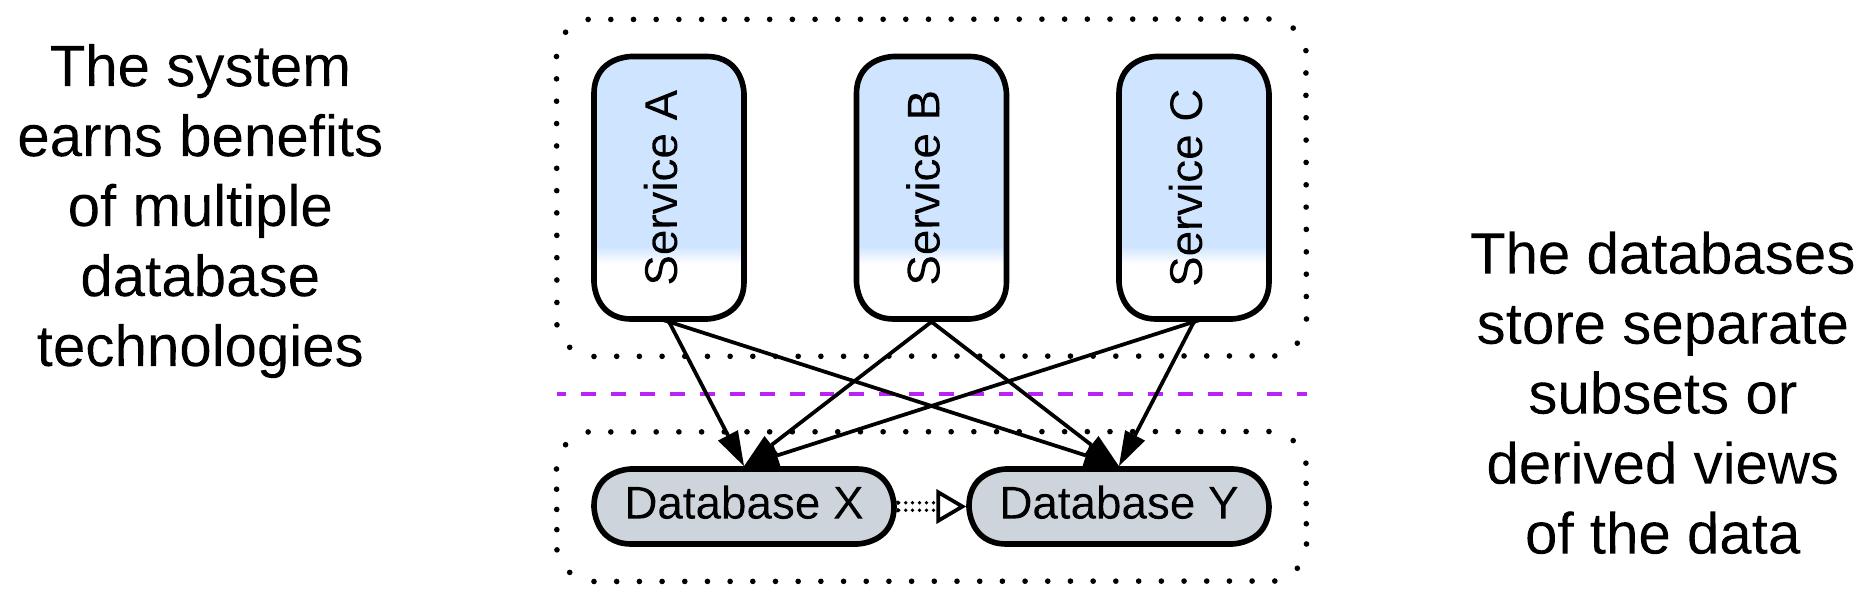 The system
earns benefits
of multiple
database
technologies
Service A
Service B
Service C
Database X
Database Y
The databases
store separate
subsets or
derived views
of the data